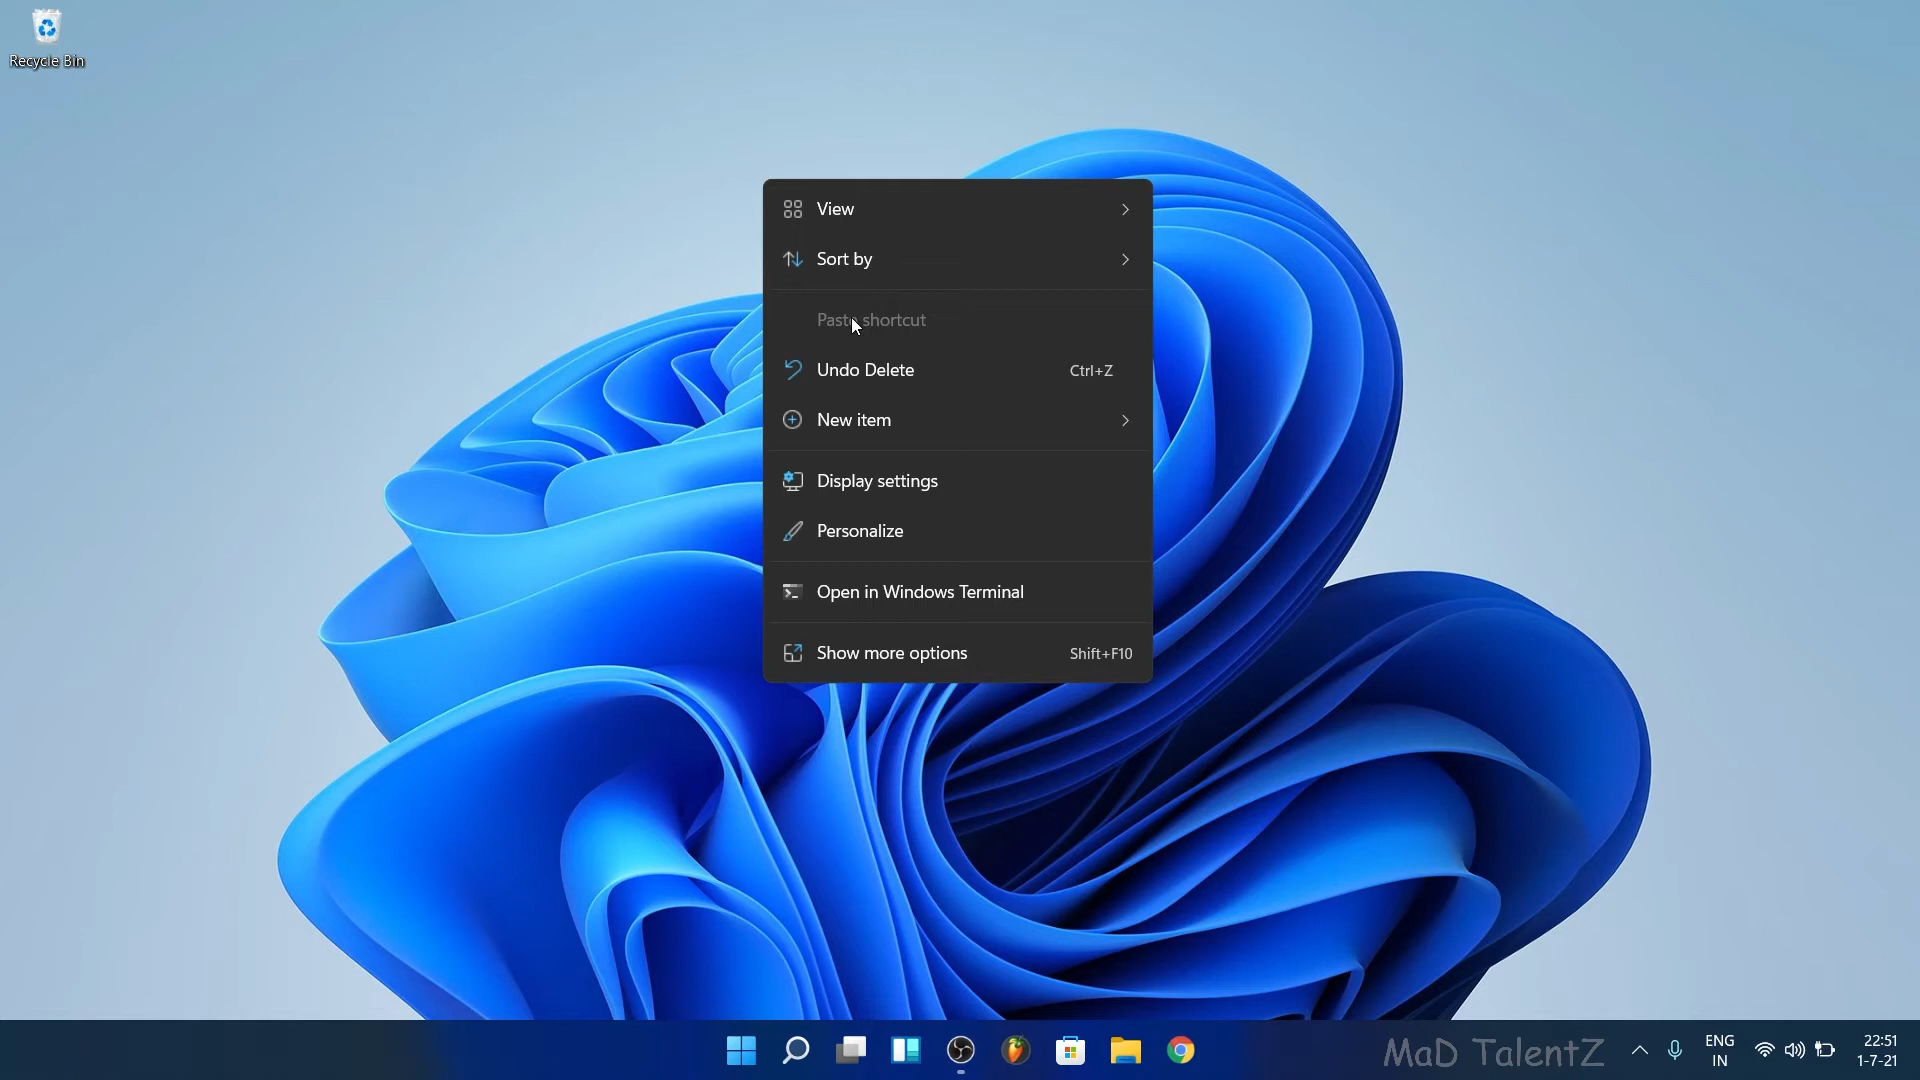 Recycle Bin
View
Sort by
Paste shortcut
Undo Delete Ctrl+Z
New item
Display settings
Personalize
Open in Windows Terminal
Show more options Shift+F10
MaD TalentZ
ENG
IN
22:51
1-7-21